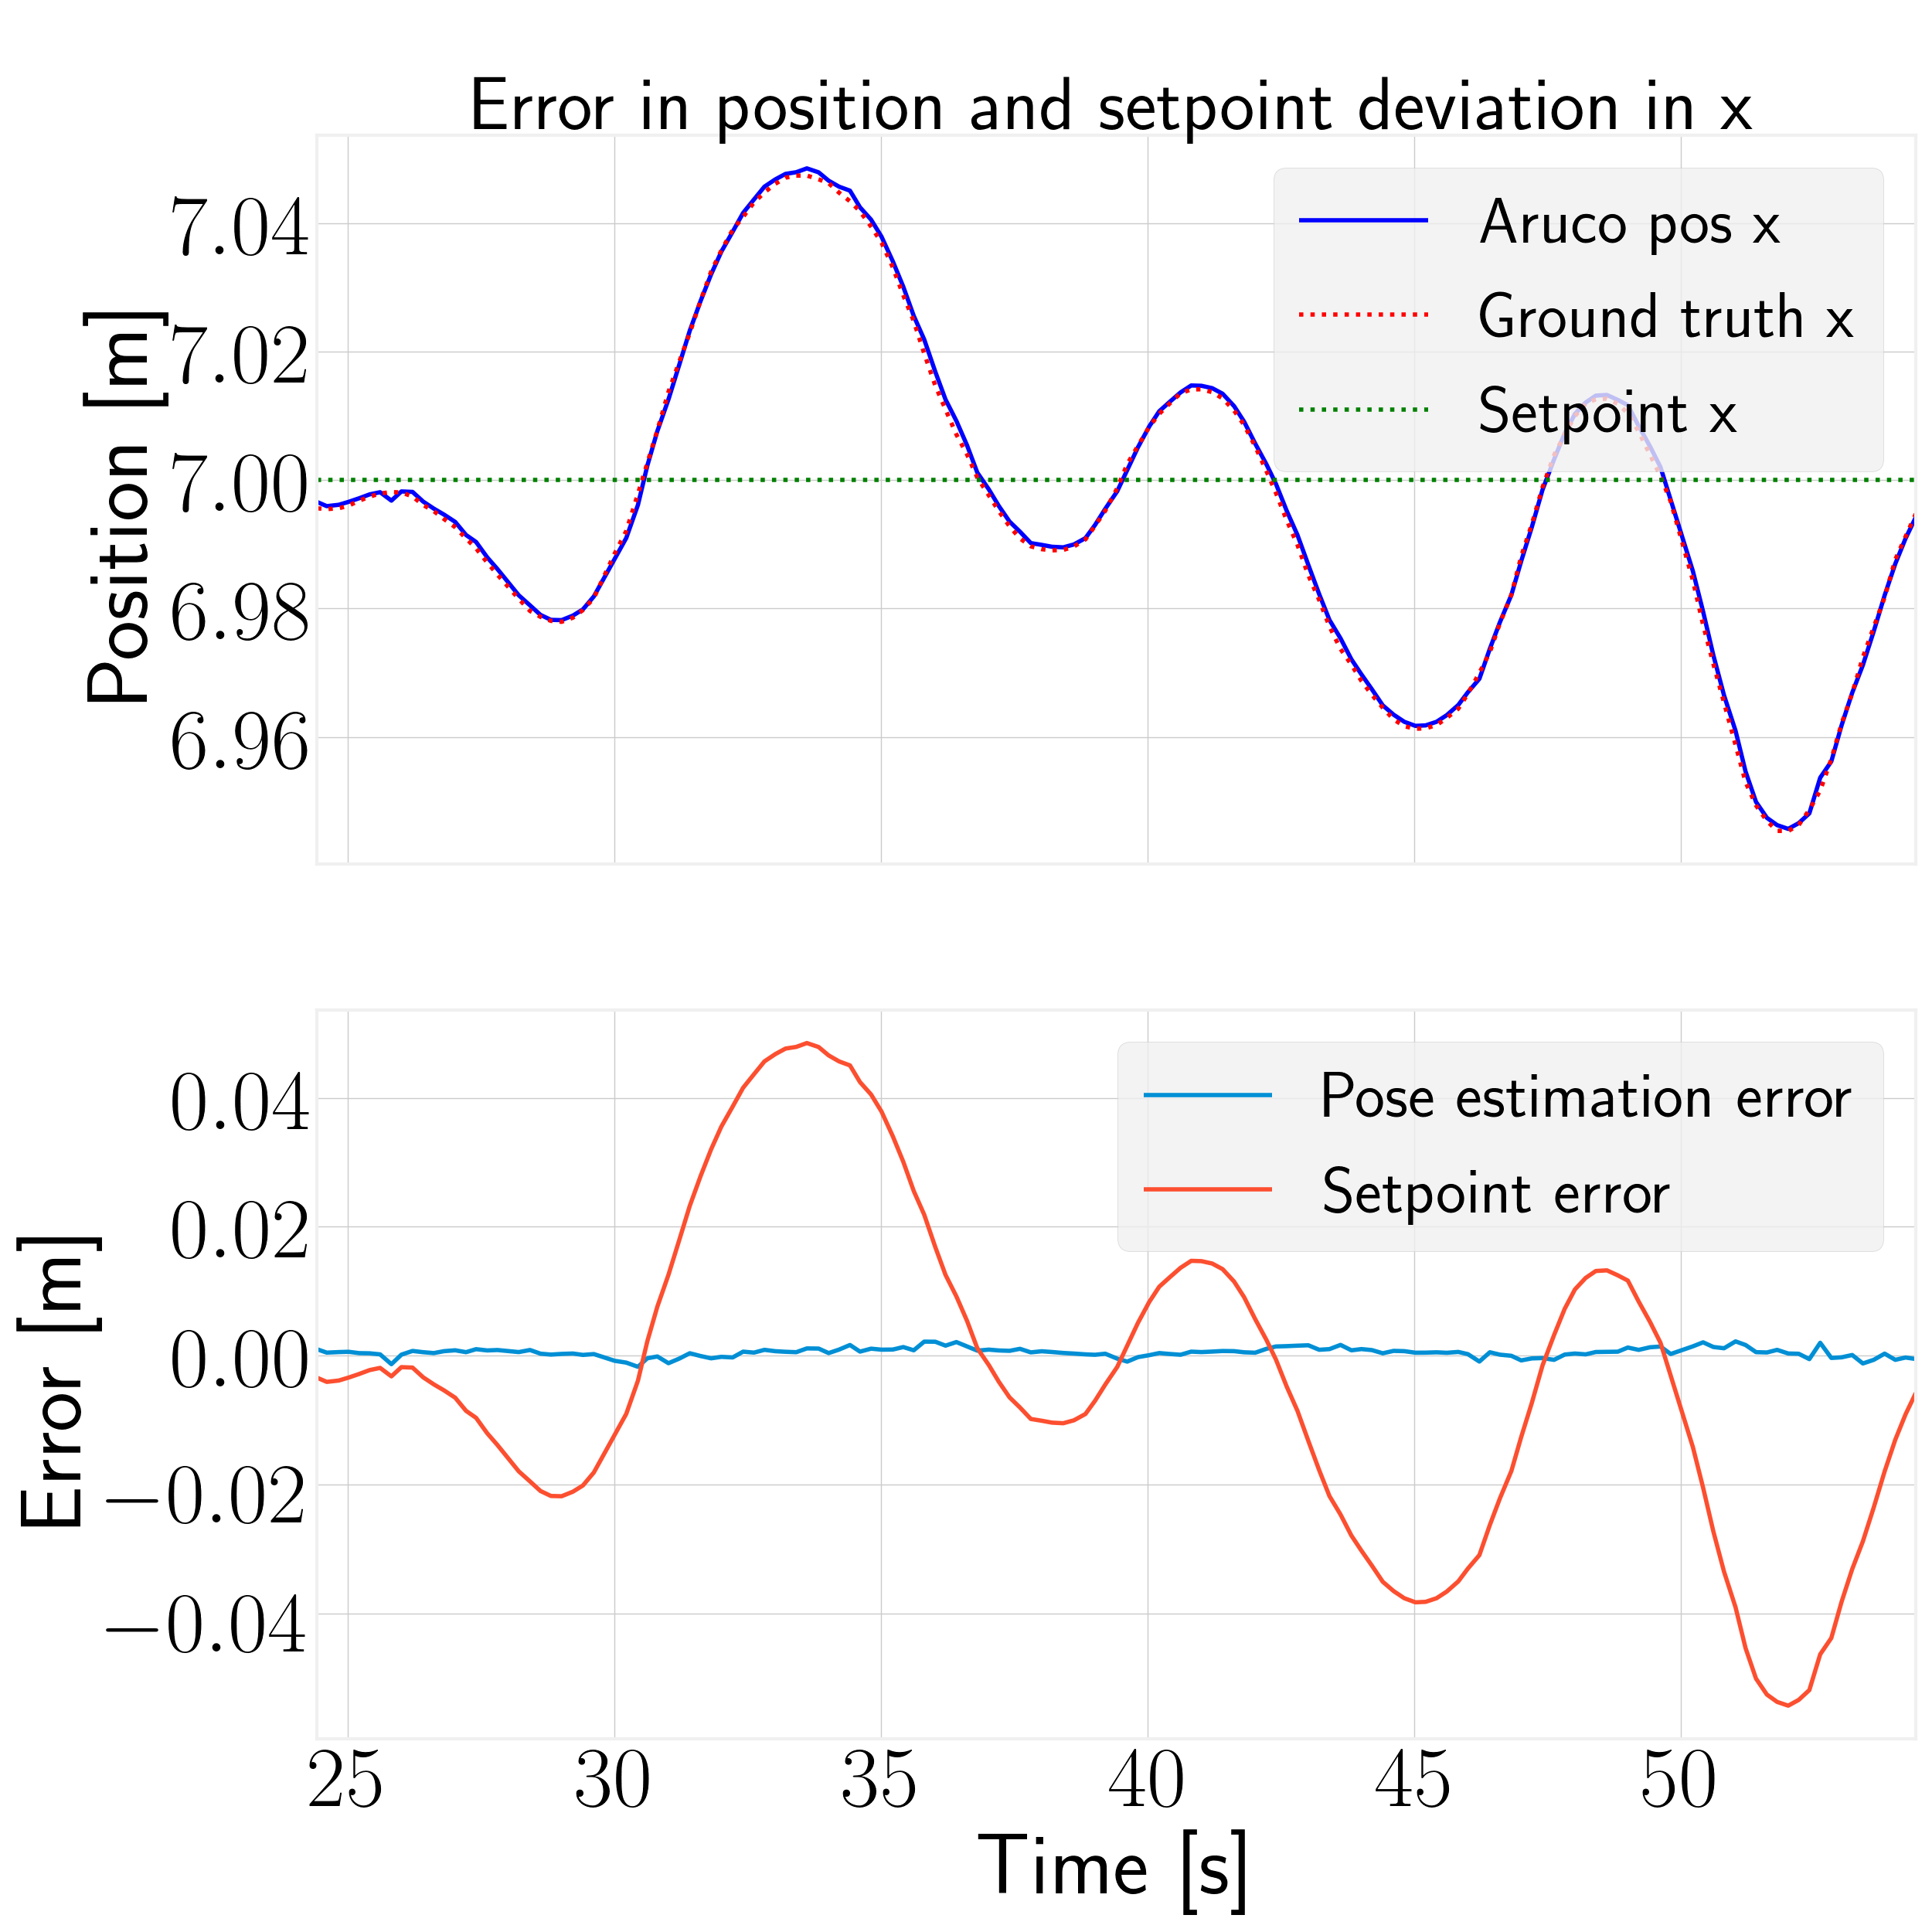 Error in position and setpoint deviation in x
Position [m]
7.04
7.02
7.00
6.98
6.96
Aruco pos x
Ground truth x
Setpoint x
Error [m]
0.04
0.02
0.00
−0.02
−0.04
Pose estimation error
Setpoint error
25 30 35 40 45 50
Time [s]